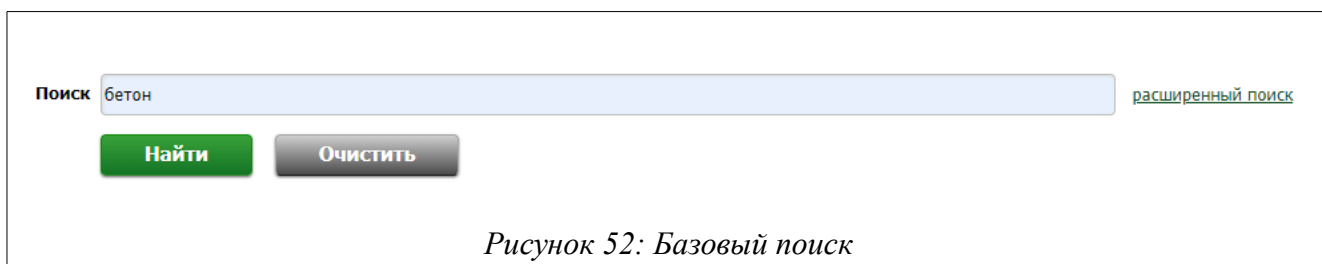 Поиск бетон расширенный поиск
Найти Очистить
Рисунок 52: Базовый поиск